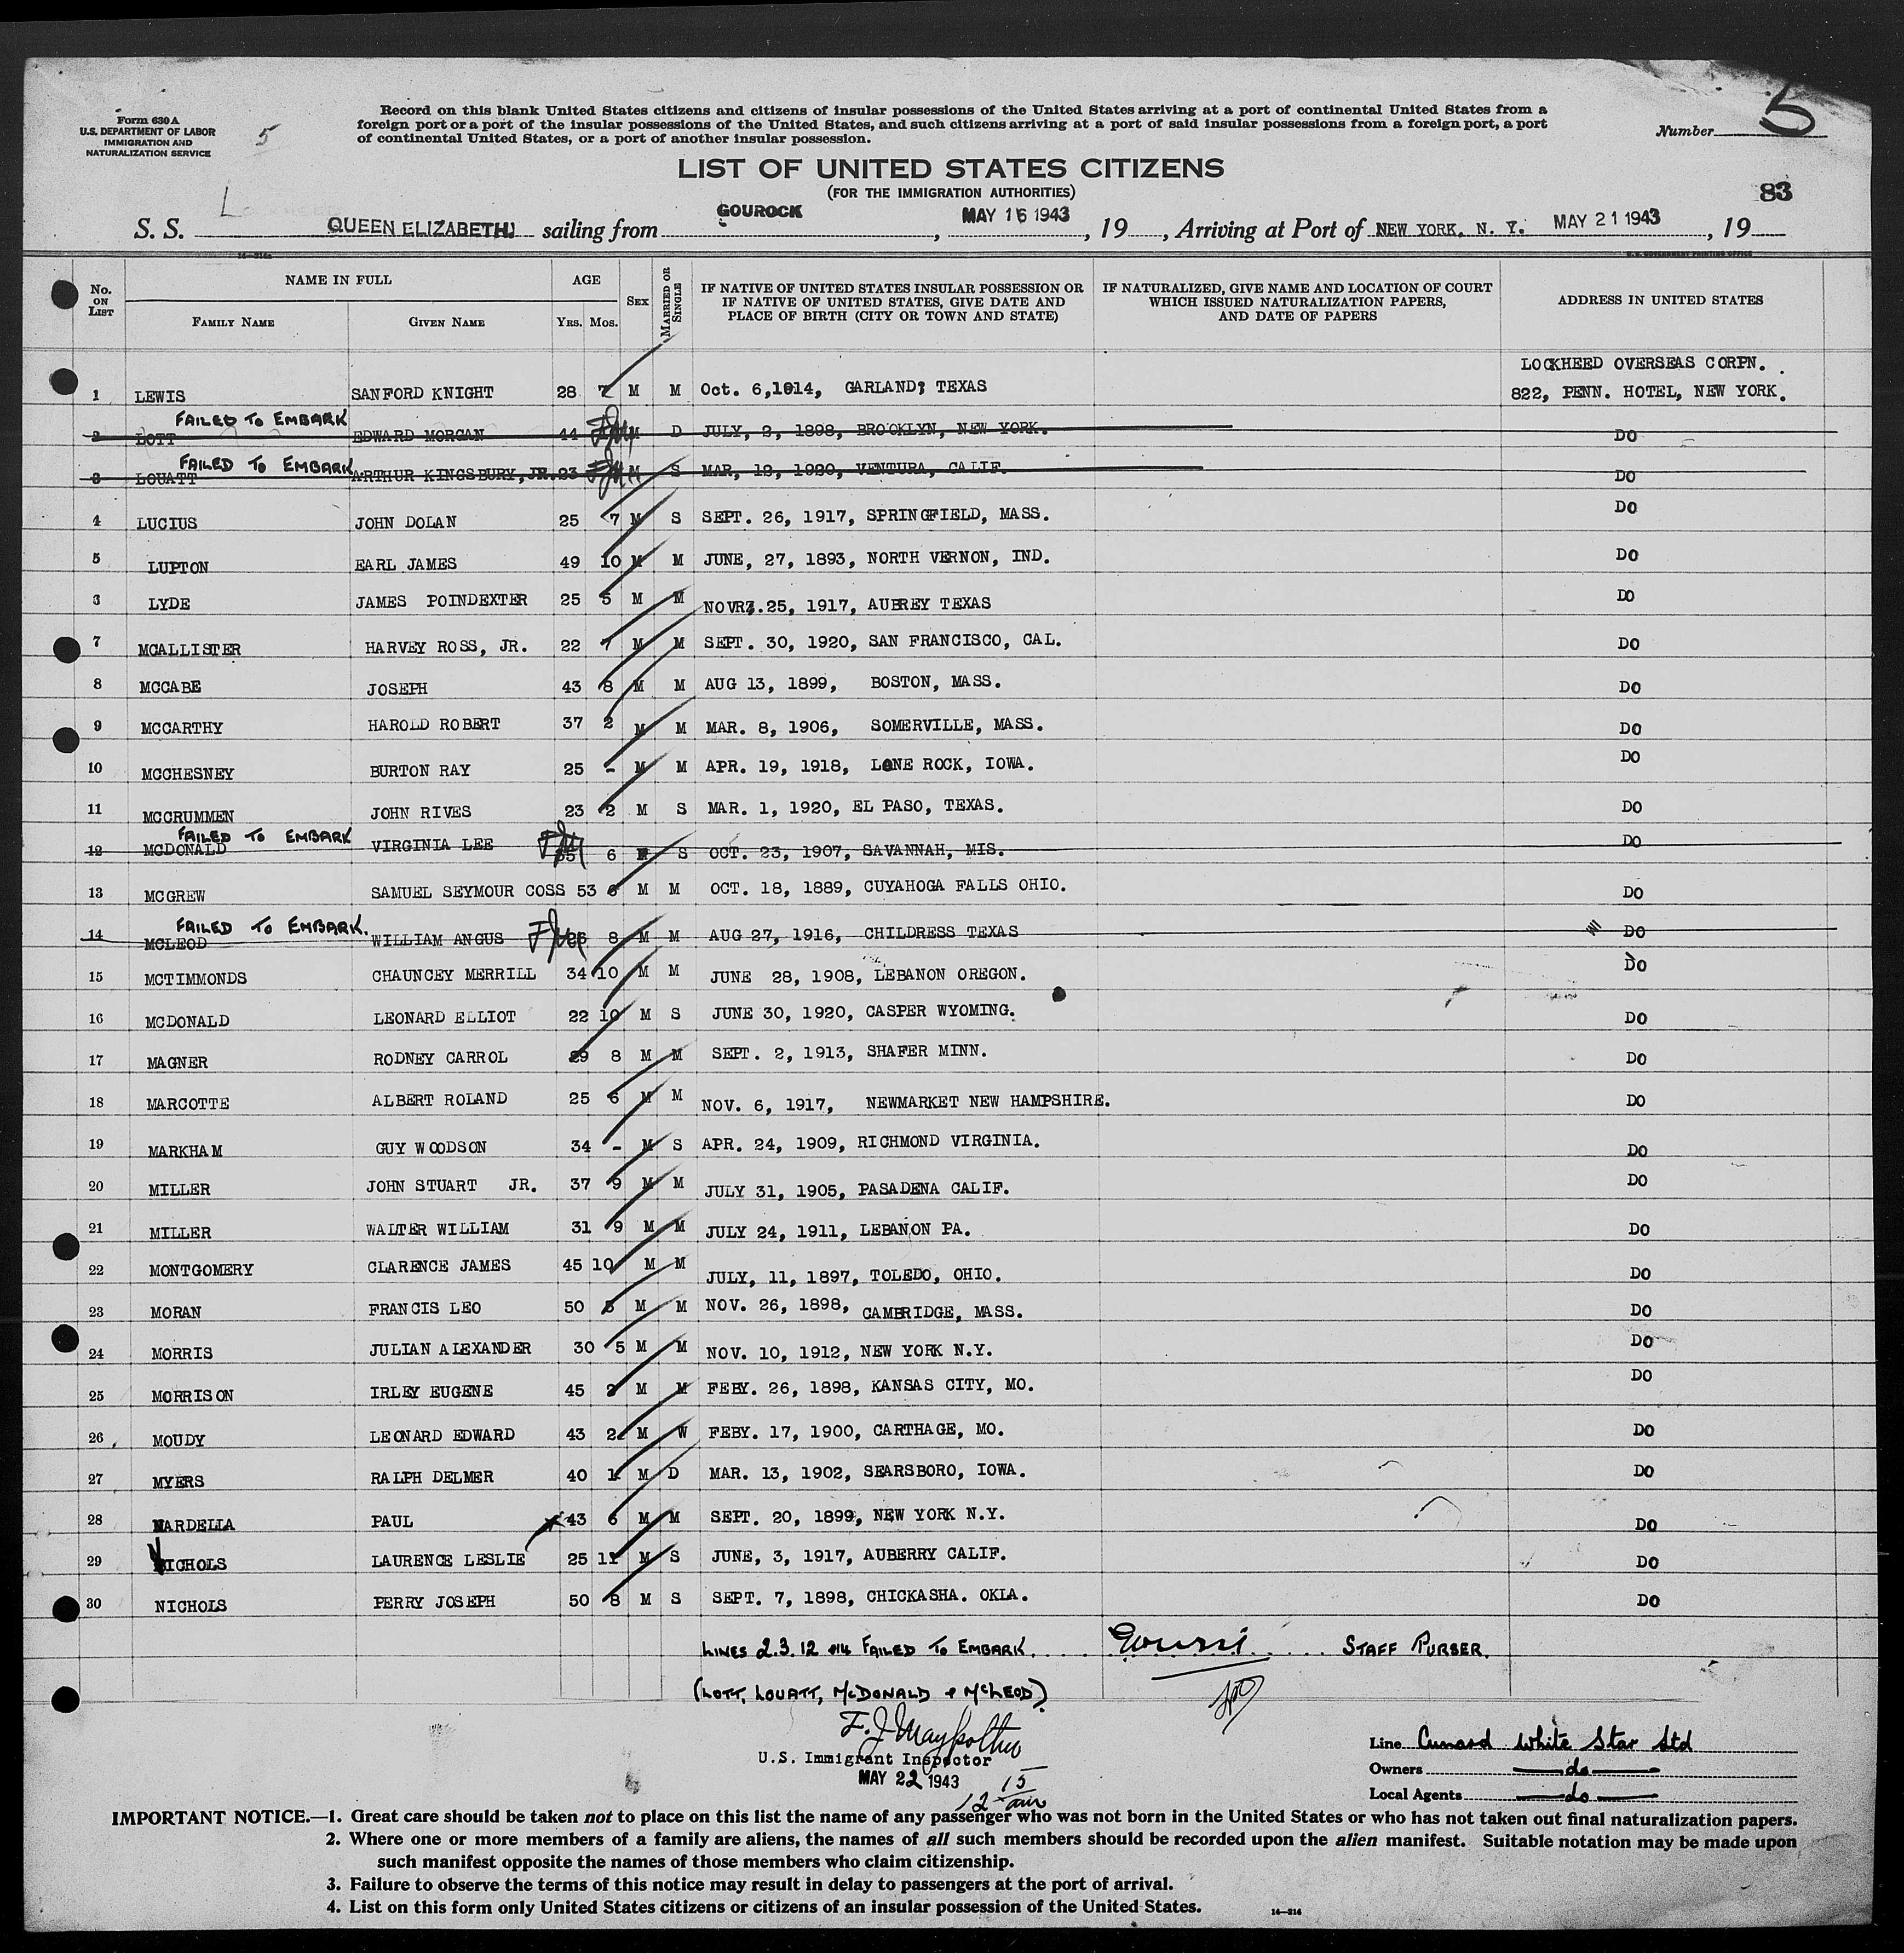 Form 630 A
U.S. DEPARTMENT OF LABOR
IMMIGRATION AND
NATURALIZATION SERVICE
5
Record on this blank United States citizens and citizens of insular possessions of the United States arriving at a port of continental United States from a
foreign port or a port of the insular possessions of the United States, and such citizens arriving at a port of said insular possessions from a foreign port, a port
of continental United States, or a port of another insular possession.
Number 5
LIST OF UNITED STATES CITIZENS
(FOR THE IMMIGRATION AUTHORITIES)
83
L
S. S. QUEEN ELIZABETH sailing from GOUROCK, MAY 16 1943, 19, Arriving at Port of NEW YORK, N. Y. MAY 21 1943, 19
No. ON LIST NAME IN FULL AGE SEX MARRIED OR SINGLE IF NATIVE OF UNITED STATES INSULAR POSSESSION OR IF NATIVE OF UNITED STATES, GIVE DATE AND PLACE OF BIRTH (CITY OR TOWN AND STATE) IF NATURALIZED, GIVE NAME AND LOCATION OF COURT WHICH ISSUED NATURALIZATION PAPERS, AND DATE OF PAPERS ADDRESS IN UNITED STATES
FAMILY NAME GIVEN NAME YRS. MOS.
LOCKHEED OVERSEAS CORPN.
1 LEWIS SANFORD KNIGHT 28 7 M M Oct. 6,1914, GARLAND, TEXAS 822, PENN. HOTEL, NEW YORK.
FAILED TO EMBARK
2 LOTT EDWARD MORGAN 44 M D JULY, 2, 1898, BROOKLYN, NEW YORK. DO
FAILED TO EMBARK
3 LOUATT ARTHUR KINGSBURY, JR. 23 M S MAR, 12, 1920, VENTURA, CALIF. DO
4 LUCIUS JOHN DOLAN 25 7 M S SEPT. 26, 1917, SPRINGFIELD, MASS. DO
5 LUPTON EARL JAMES 49 10 M M JUNE, 27, 1893, NORTH VERNON, IND. DO
6 LYDE JAMES POINDEXTER 25 5 M M 25, 1917, AUBREY TEXAS DO
7 MCALLISTER HARVEY ROSS, JR. 22 7 M M SEPT. 30, 1920, SAN FRANCISCO, CAL. DO
8 MCCABE JOSEPH 43 8 M M AUG 13, 1899, BOSTON, MASS. DO
9 MCCARTHY HAROLD ROBERT 37 2 M M MAR. 8, 1906, SOMERVILLE, MASS. DO
10 MCCHESNEY BURTON RAY 25 - M M APR. 19, 1918, LONE ROCK, IOWA. DO
11 MCCRUMMEN JOHN RIVES 23 2 M S MAR. 1, 1920, EL PASO, TEXAS. DO
FAILED TO EMBARK
12 MCDONALD VIRGINIA LEE 35 6 F S OCT. 23, 1907, SAVANNAH, MIS. DO
13 MCGREW SAMUEL SEYMOUR COSS 53 6 M M OCT. 18, 1889, CUYAHOGA FALLS OHIO. DO
FAILED TO EMBARK.
14 MCLEOD WILLIAM ANGUS 26 8 M M AUG 27, 1916, CHILDRESS TEXAS DO
15 MCTIMMONDS CHAUNCEY MERRILL 34 10 M M JUNE 28, 1908, LEBANON OREGON. DO
16 MCDONALD LEONARD ELLIOT 22 10 M S JUNE 30, 1920, CASPER WYOMING. DO
17 MAGNER RODNEY CARROL 29 8 M M SEPT. 2, 1913, SHAFER MINN. DO
18 MARCOTTE ALBERT ROLAND 25 6 M M NOV. 6, 1917, NEWMARKET NEW HAMPSHIRE. DO
19 MARKHAM GUY WOODSON 34 - M S APR. 24, 1909, RICHMOND VIRGINIA. DO
20 MILLER JOHN STUART JR. 37 9 M M JULY 31, 1905, PASADENA CALIF. DO
21 MILLER WALTER WILLIAM 31 9 M M JULY 24, 1911, LEBANON PA. DO
22 MONTGOMERY CLARENCE JAMES 45 10 M M JULY, 11, 1897, TOLEDO, OHIO. DO
23 MORAN FRANCIS LEO 50 5 M M NOV. 26, 1898, CAMBRIDGE, MASS. DO
24 MORRIS JULIAN ALEXANDER 30 5 M M NOV. 10, 1912, NEW YORK N.Y. DO
25 MORRISON IRLEY EUGENE 45 2 M M FEBY. 26, 1898, KANSAS CITY, MO. DO
26 MOUDY LEONARD EDWARD 43 2 M W FEBY. 17, 1900, CARTHAGE, MO. DO
27 MYERS RALPH DELMER 40 1 M D MAR. 13, 1902, SEARSBORO, IOWA. DO
28 NARDELLA PAUL 43 6 M M SEPT. 20, 1899, NEW YORK N.Y. DO
29 NICHOLS LAURENCE LESLIE 25 11 M S JUNE, 3, 1917, AUBERRY CALIF. DO
30 NICHOLS PERRY JOSEPH 50 8 M S SEPT. 7, 1898, CHICKASHA. OKLA. DO
LINES 2.3.12 +14 FAILED TO EMBARK STAFF PURSER.
(LOTT, LOUATT, McDONALD + McLEOD)
U.S. Immigrant Inspector
MAY 22 1943
12 15 am
Line Cunard White Star Ltd
Owners do
Local Agents do
IMPORTANT NOTICE.—1. Great care should be taken not to place on this list the name of any passenger who was not born in the United States or who has not taken out final naturalization papers.
2. Where one or more members of a family are aliens, the names of all such members should be recorded upon the alien manifest. Suitable notation may be made upon
such manifest opposite the names of those members who claim citizenship.
3. Failure to observe the terms of this notice may result in delay to passengers at the port of arrival.
4. List on this form only United States citizens or citizens of an insular possession of the United States.
14—214